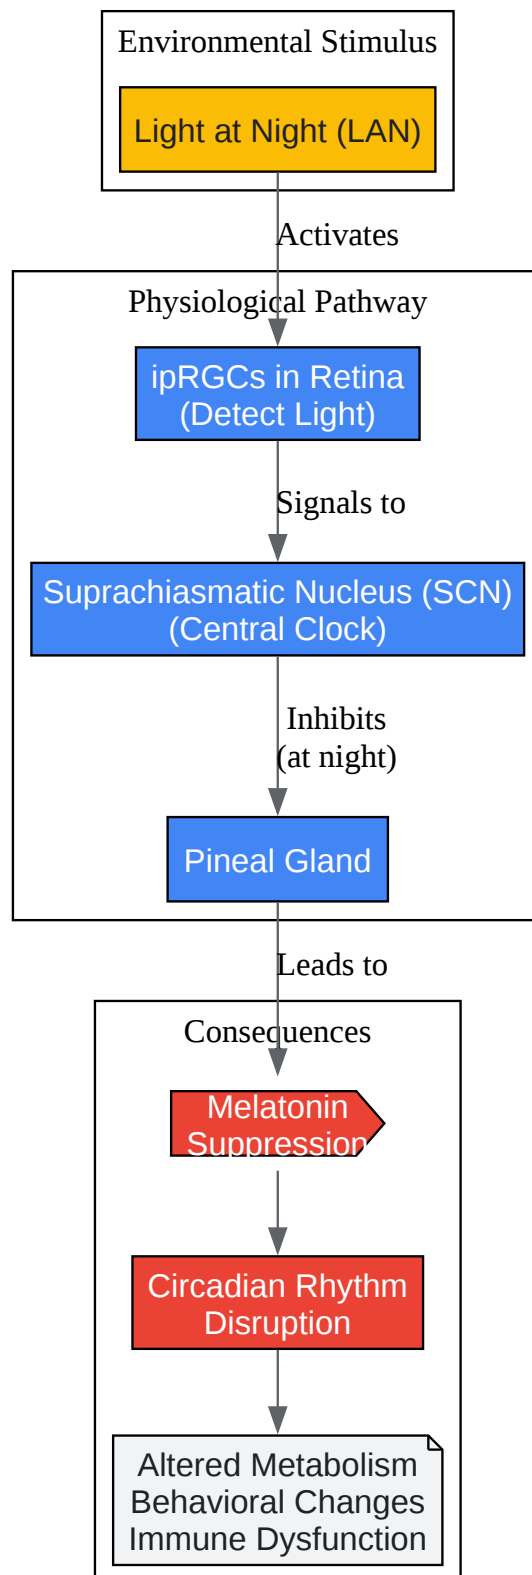 Environmental Stimulus
Light at Night (LAN)
Activates
Physiological Pathway
ipRGCs in Retina
(Detect Light)
Signals to
Suprachiasmatic Nucleus (SCN)
(Central Clock)
Inhibits
(at night)
Pineal Gland
Leads to
Consequences
Melatonin
Suppression
Circadian Rhythm
Disruption
Altered Metabolism
Behavioral Changes
Immune Dysfunction